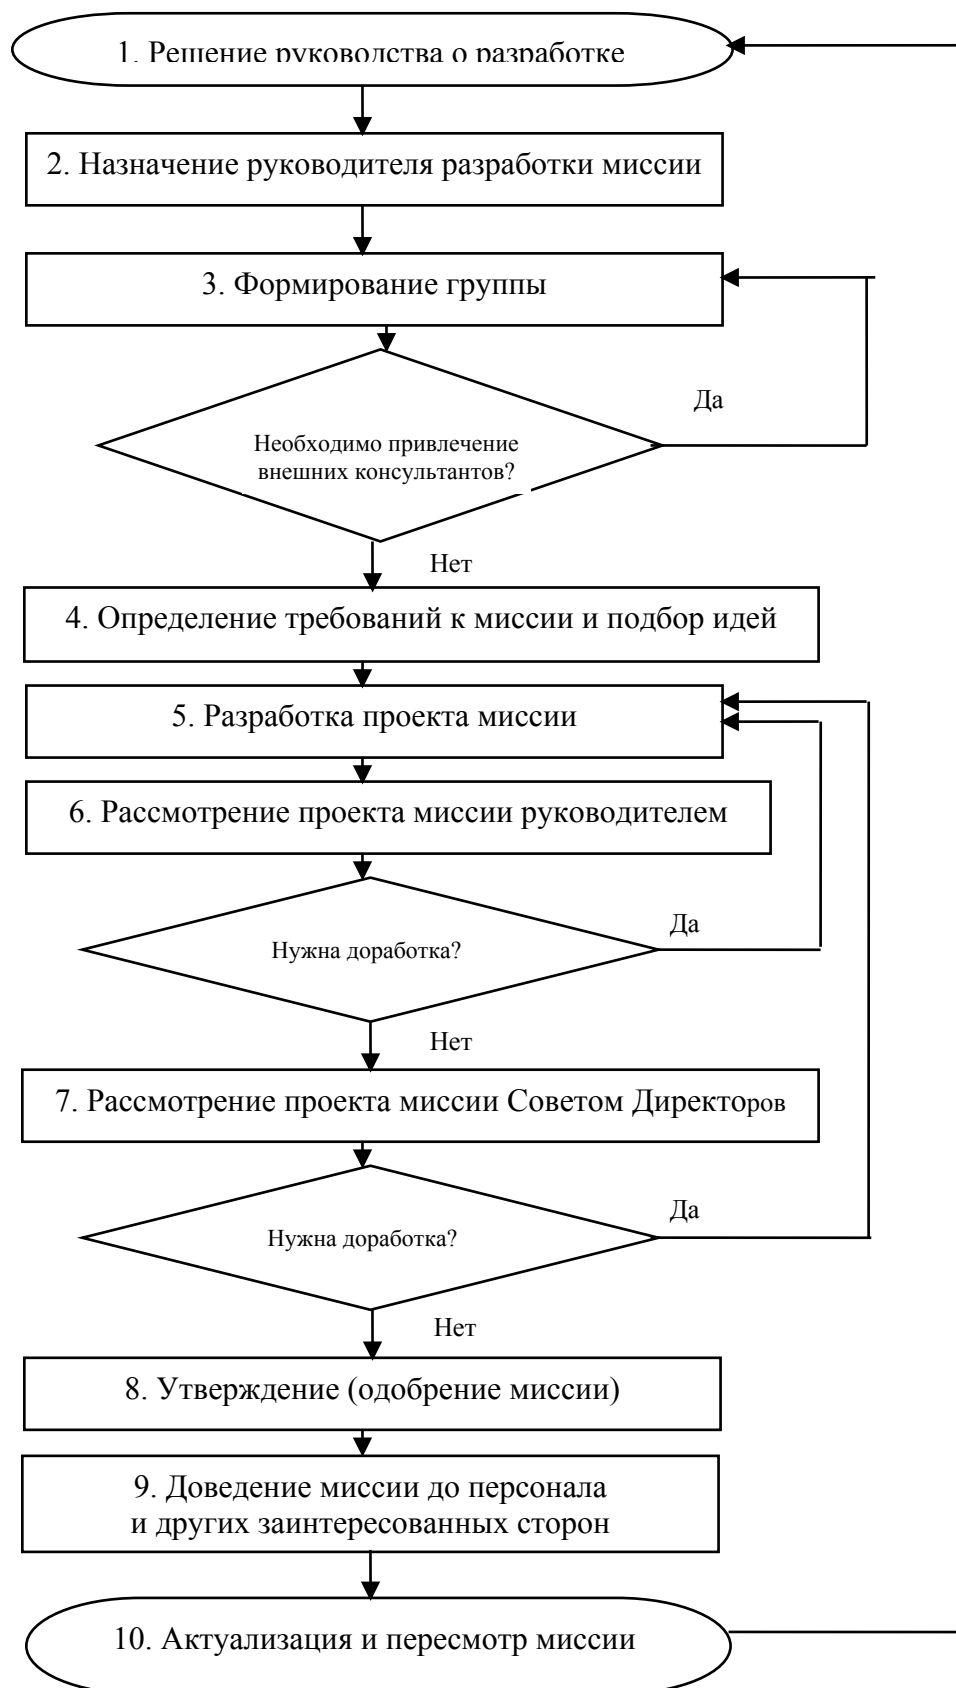 1. Решение руководства о разработке
2. Назначение руководителя разработки миссии
3. Формирование группы
Да
Необходимо привлечение
внешних консультантов?
Нет
4. Определение требований к миссии и подбор идей
5. Разработка проекта миссии
6. Рассмотрение проекта миссии руководителем
Да
Нужна доработка?
Нет
7. Рассмотрение проекта миссии Советом Директоров
Да
Нужна доработка?
Нет
8. Утверждение (одобрение миссии)
9. Доведение миссии до персонала
и других заинтересованных сторон
10. Актуализация и пересмотр миссии